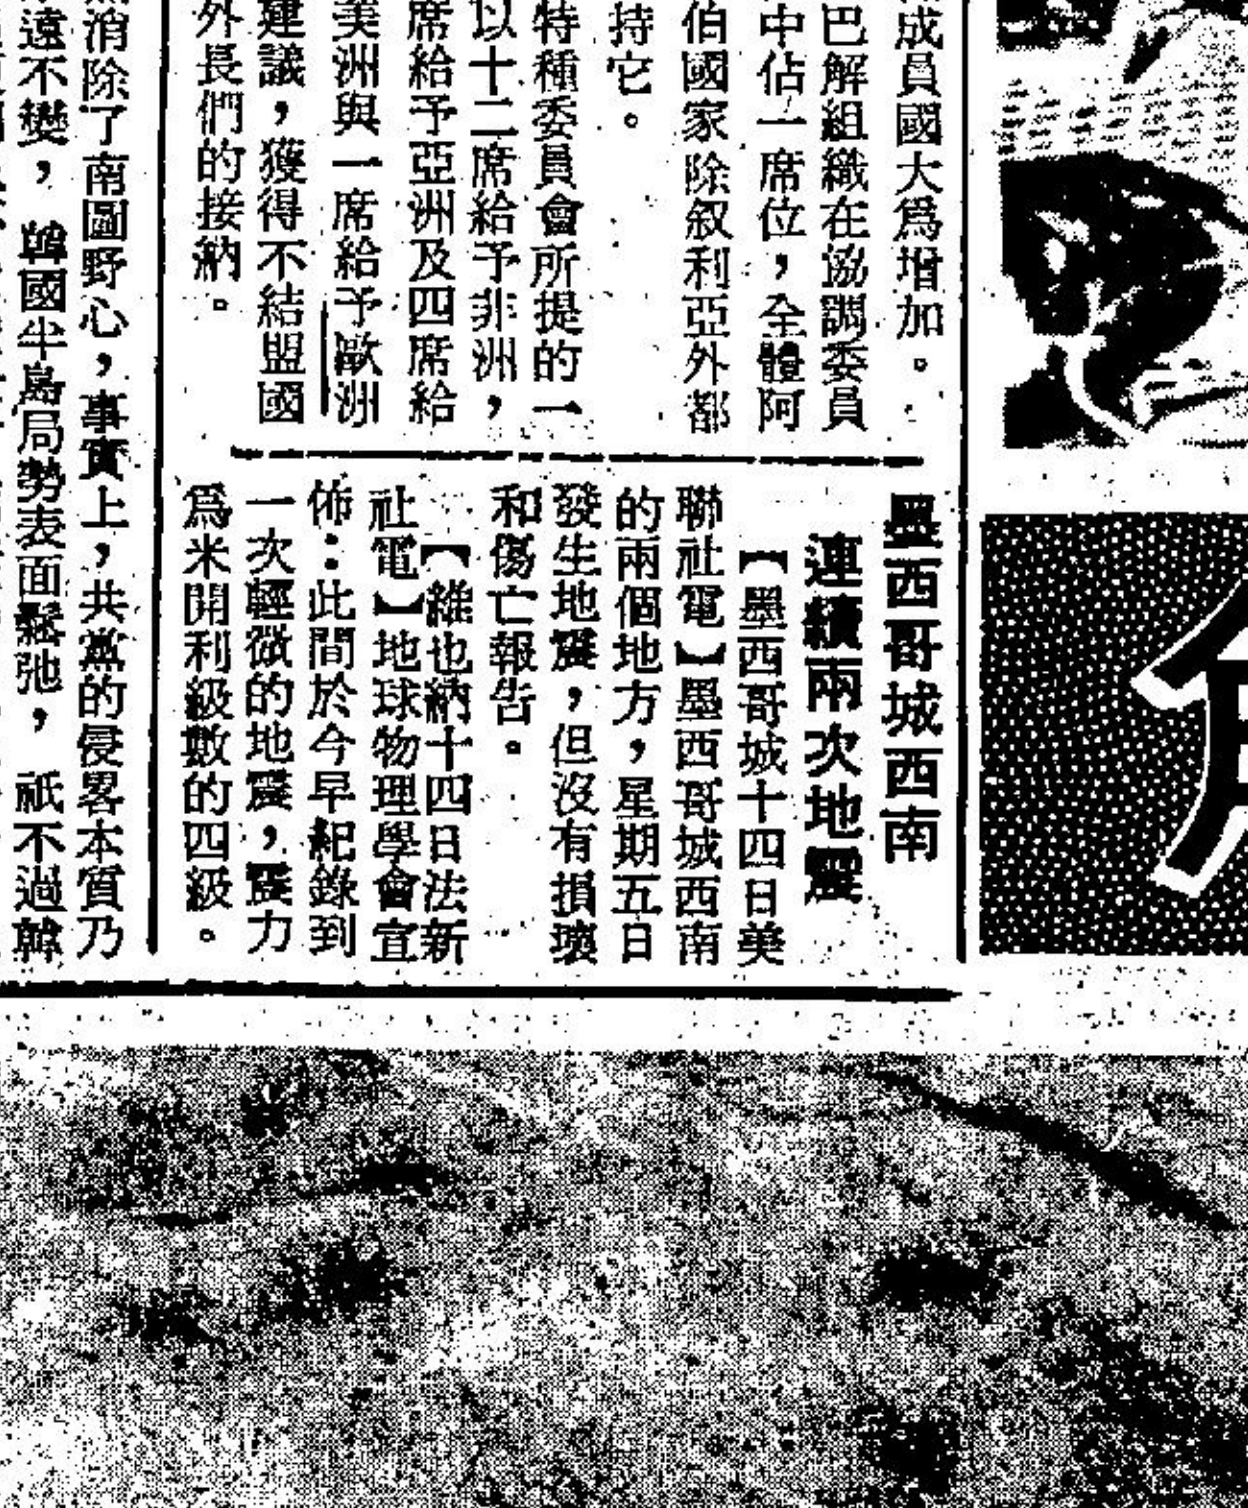 成員國大爲增加。
巴解組織在協調委員
中佔一席位，全體阿
伯國家除叙利亞外都
持它。
特種委員會所提的一
以十二席給予非洲，
席給予亞洲及四席給
美洲與一席給予歐洲
建議，獲得不結盟國
外長們的接納。
墨西哥城西南
連續兩次地震
【墨西哥城十四日美
聯社電】墨西哥城西南
的兩個地方，星期五日
發生地震，但沒有損壞
和傷亡報告。
【維也納十四日法新
社電】地球物理學會宣
佈：此間於今早紀錄到
一次輕微的地震，震力
爲米開利級數的四級。
消除了南圖野心，事實上，共黨的侵畧本質乃
遠不變，韓國半島局勢表面鬆弛，祇不過韓